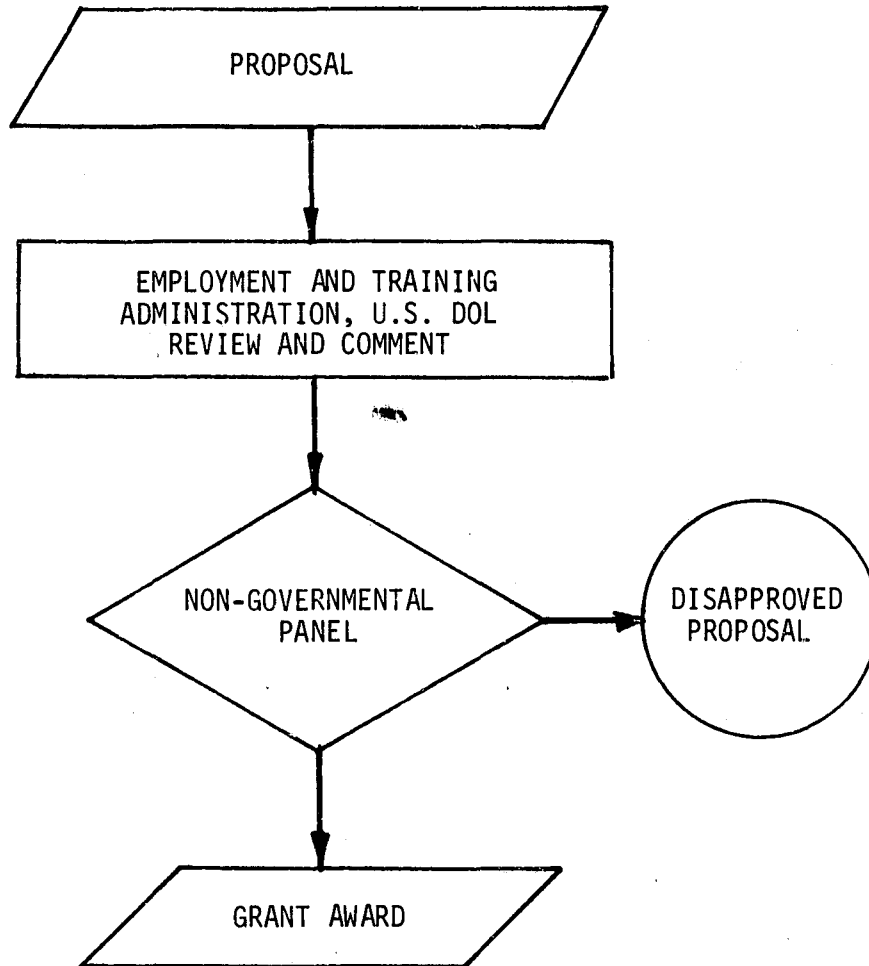 PROPOSAL
EMPLOYMENT AND TRAINING
ADMINISTRATION, U.S. DOL
REVIEW AND COMMENT
NON-GOVERNMENTAL
PANEL
DISAPPROVED
PROPOSAL
GRANT AWARD